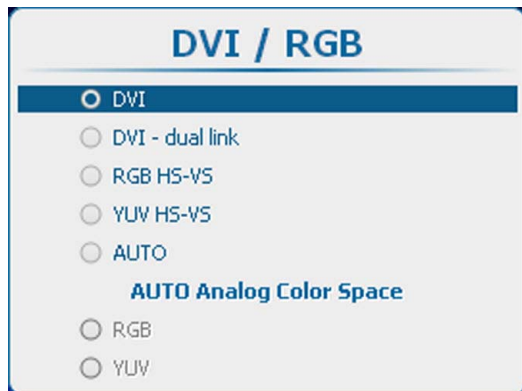 DVI / RGB
DVI
DVI - dual link
RGB HS-VS
YUV HS-VS
AUTO
AUTO Analog Color Space
RGB
YUV